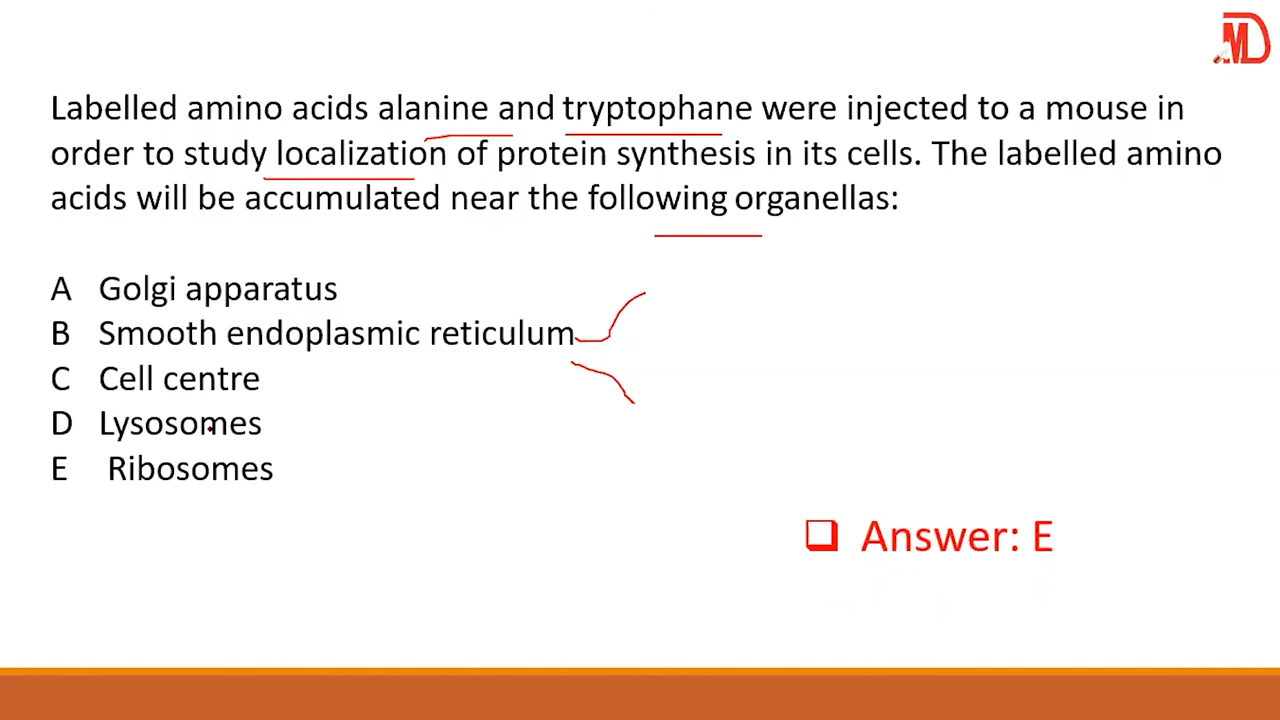 MD
Labelled amino acids alanine and tryptophane were injected to a mouse in
order to study localization of protein synthesis in its cells. The labelled amino
acids will be accumulated near the following organellas:
A Golgi apparatus
B Smooth endoplasmic reticulum
C Cell centre
D Lysosomes
E Ribosomes
Answer: E